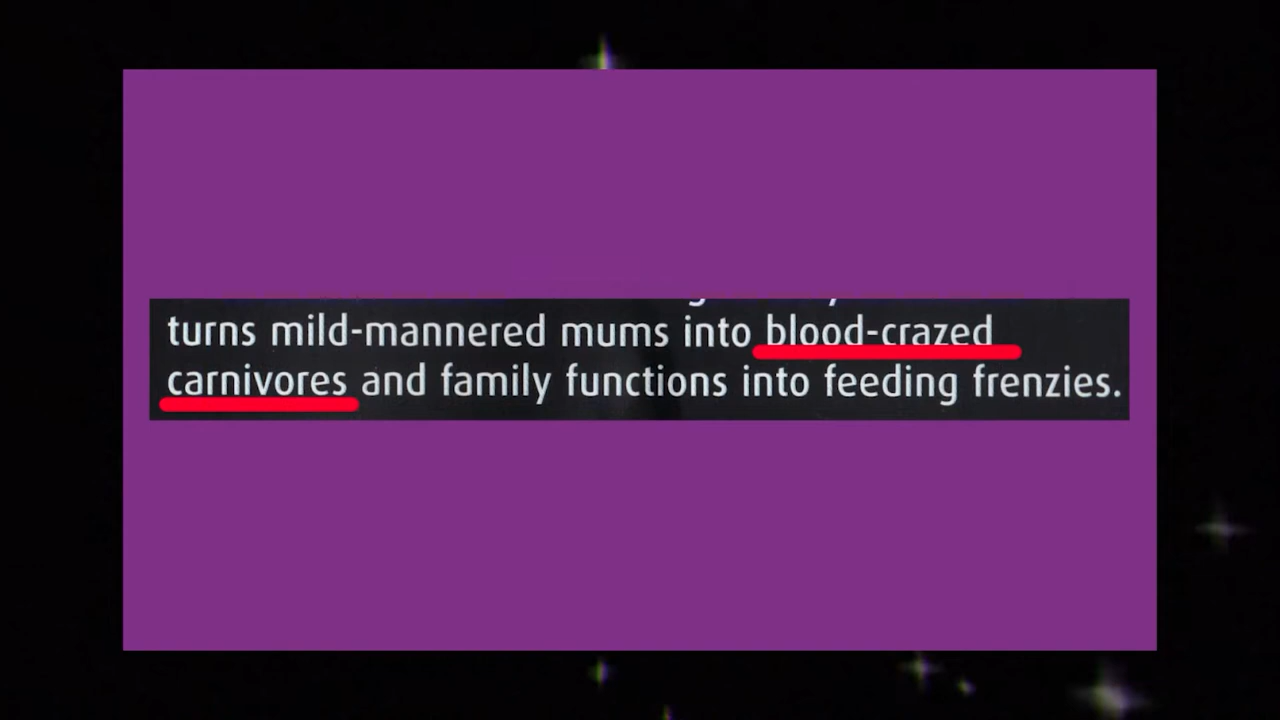 turns mild-mannered mums into blood-crazed
carnivores and family functions into feeding frenzies.